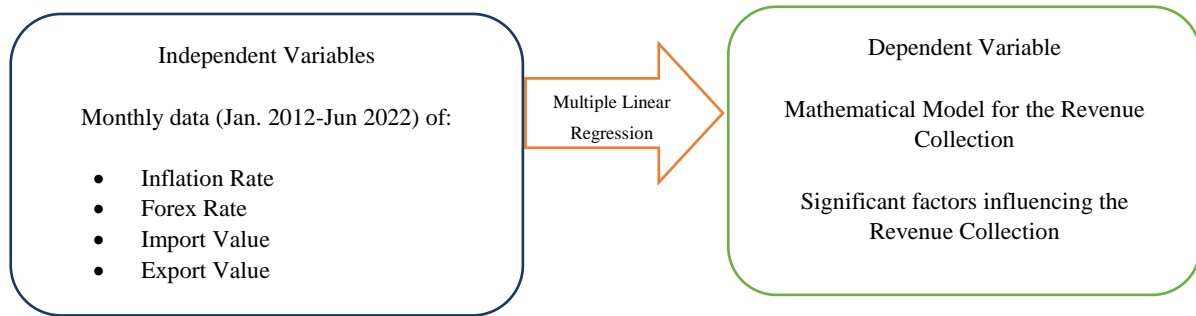 Independent Variables
Monthly data (Jan. 2012-Jun 2022) of:
• Inflation Rate
• Forex Rate
• Import Value
• Export Value
Multiple Linear
Regression
Dependent Variable
Mathematical Model for the Revenue
Collection
Significant factors influencing the
Revenue Collection